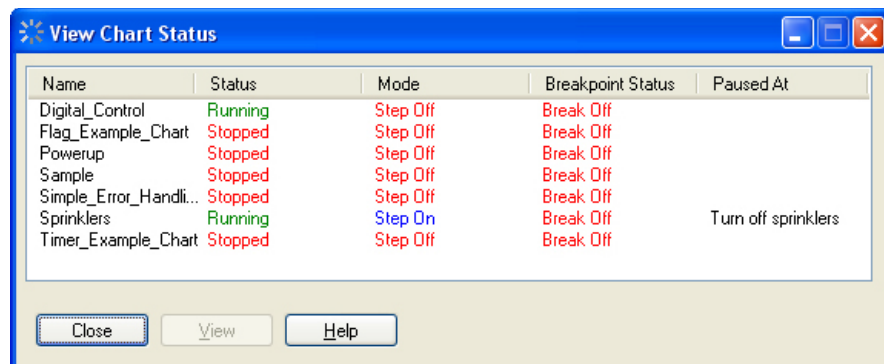 View Chart Status
Name Status Mode Breakpoint Status Paused At
Digital_Control Running Step Off Break Off
Flag_Example_Chart Stopped Step Off Break Off
Powerup Stopped Step Off Break Off
Sample Stopped Step Off Break Off
Simple_Error_Handli... Stopped Step Off Break Off
Sprinklers Running Step On Break Off Turn off sprinklers
Timer_Example_Chart Stopped Step Off Break Off
Close View Help